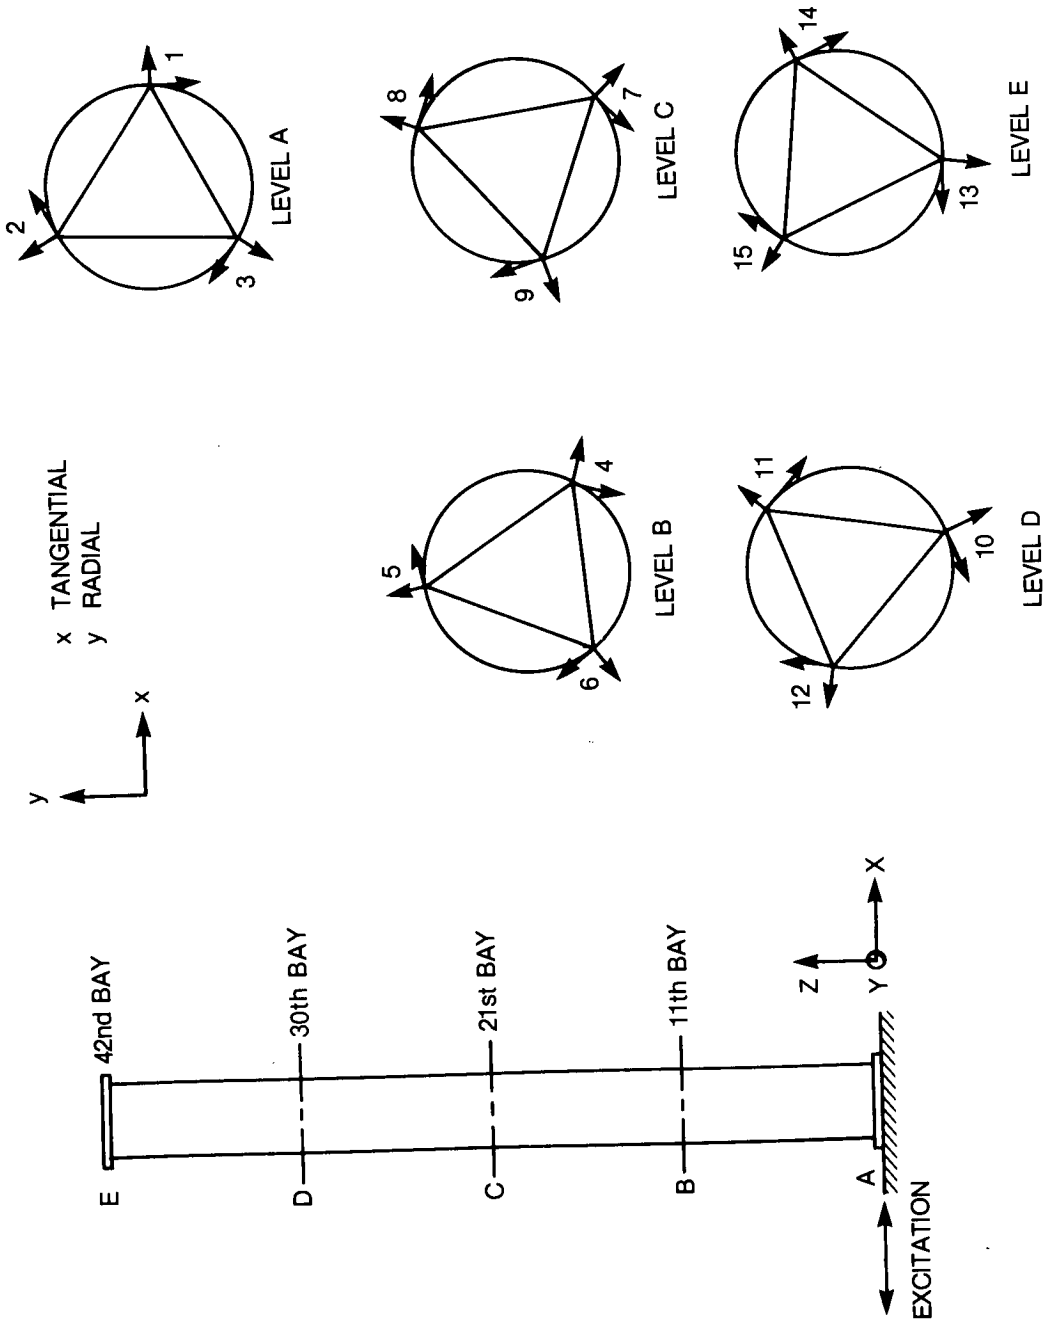 x TANGENTIAL
y RADIAL
y
x
2
1
3
LEVEL A
5
4
6
LEVEL B
8
7
9
LEVEL C
11
10
12
LEVEL D
14
13
15
LEVEL E
E
42nd BAY
D
30th BAY
C
21st BAY
B
11th BAY
A
Z
Y
X
EXCITATION